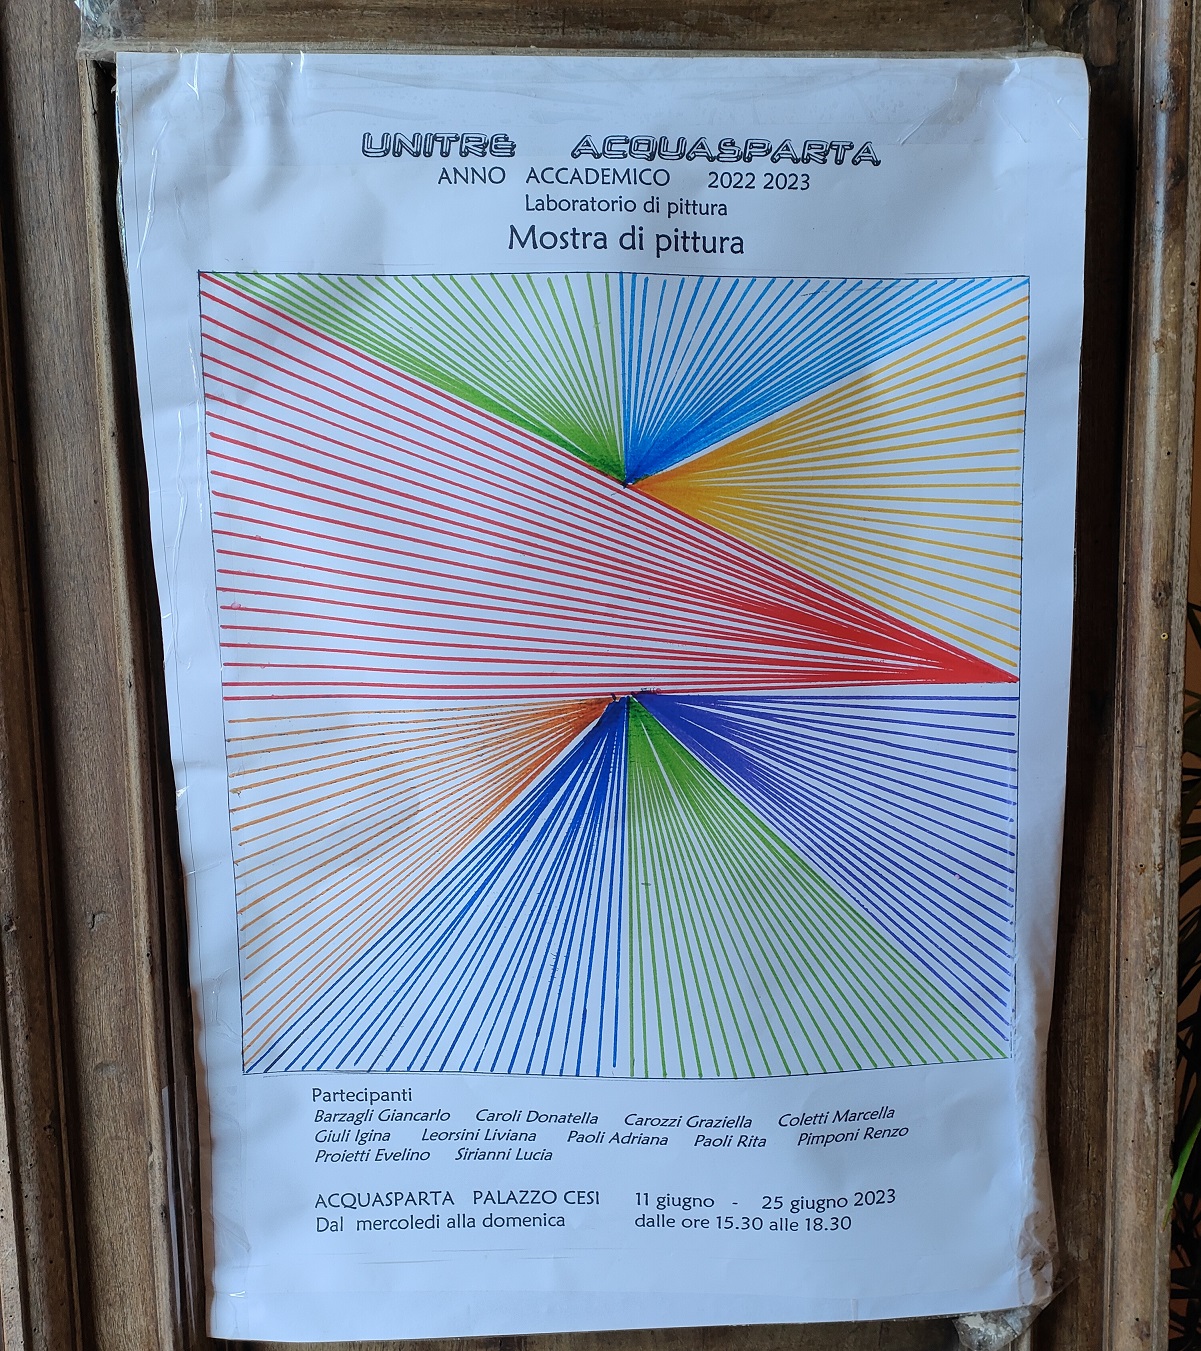 UNITRE ACQUASPARTA
ANNO ACCADEMICO 2022 2023
Laboratorio di pittura
Mostra di pittura
Partecipanti
Barzagli Giancarlo Caroli Donatella Carozzi Graziella Coletti Marcella
Giuli Igina Leorsini Liviana Paoli Adriana Paoli Rita Pimponi Renzo
Proietti Evelino Sirianni Lucia
ACQUASPARTA PALAZZO CESI 11 giugno - 25 giugno 2023
Dal mercoledi alla domenica dalle ore 15.30 alle 18.30